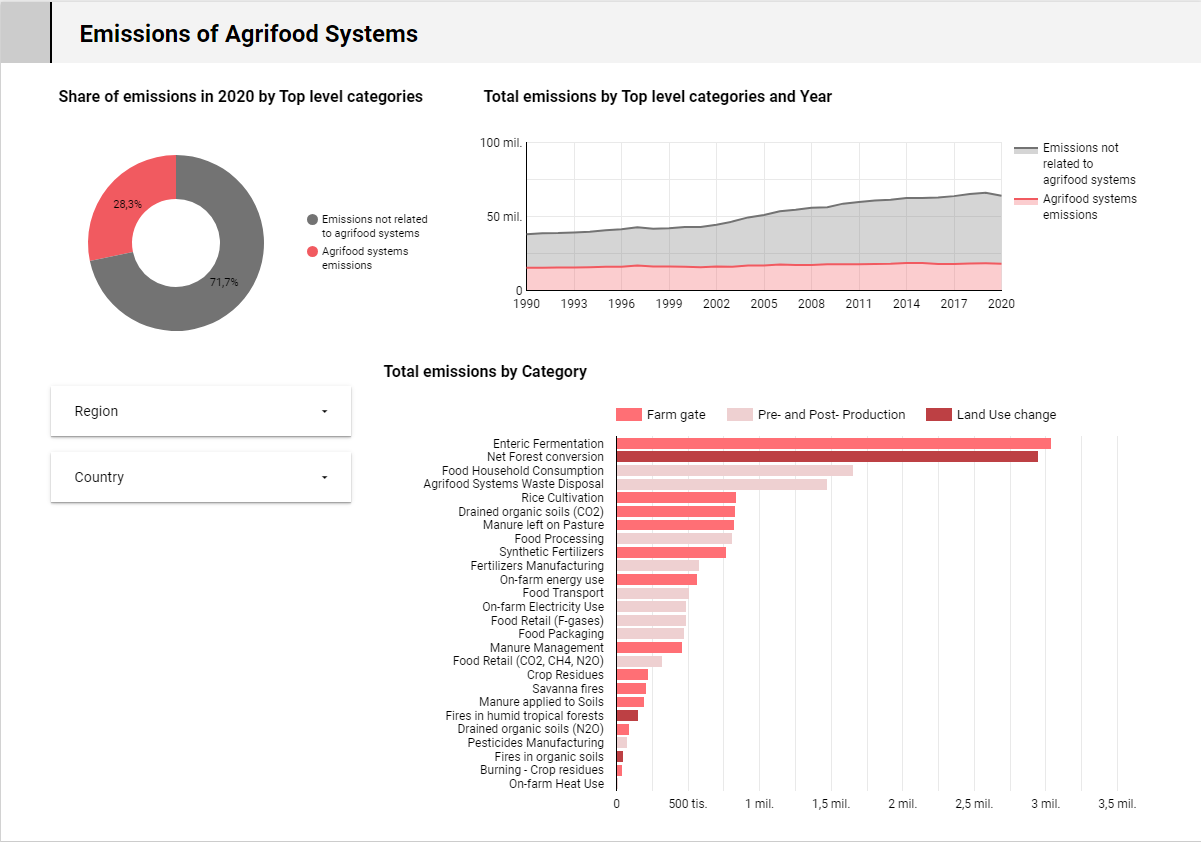 Emissions of Agrifood Systems
Share of emissions in 2020 by Top level categories
28,3%
71,7%
Emissions not related
to agrifood systems
Agrifood systems
emissions
Total emissions by Top level categories and Year
100 mil.
50 mil.
0
1990 1993 1996 1999 2002 2005 2008 2011 2014 2017 2020
Emissions not
related to
agrifood systems
Agrifood systems
emissions
Region
Country
Total emissions by Category
Farm gate Pre- and Post- Production Land Use change
Enteric Fermentation
Net Forest conversion
Food Household Consumption
Agrifood Systems Waste Disposal
Rice Cultivation
Drained organic soils (CO2)
Manure left on Pasture
Food Processing
Synthetic Fertilizers
Fertilizers Manufacturing
On-farm energy use
Food Transport
On-farm Electricity Use
Food Retail (F-gases)
Food Packaging
Manure Management
Food Retail (CO2, CH4, N2O)
Crop Residues
Savanna fires
Manure applied to Soils
Fires in humid tropical forests
Drained organic soils (N2O)
Pesticides Manufacturing
Fires in organic soils
Burning - Crop residues
On-farm Heat Use
0 500 tis. 1 mil. 1,5 mil. 2 mil. 2,5 mil. 3 mil. 3,5 mil.